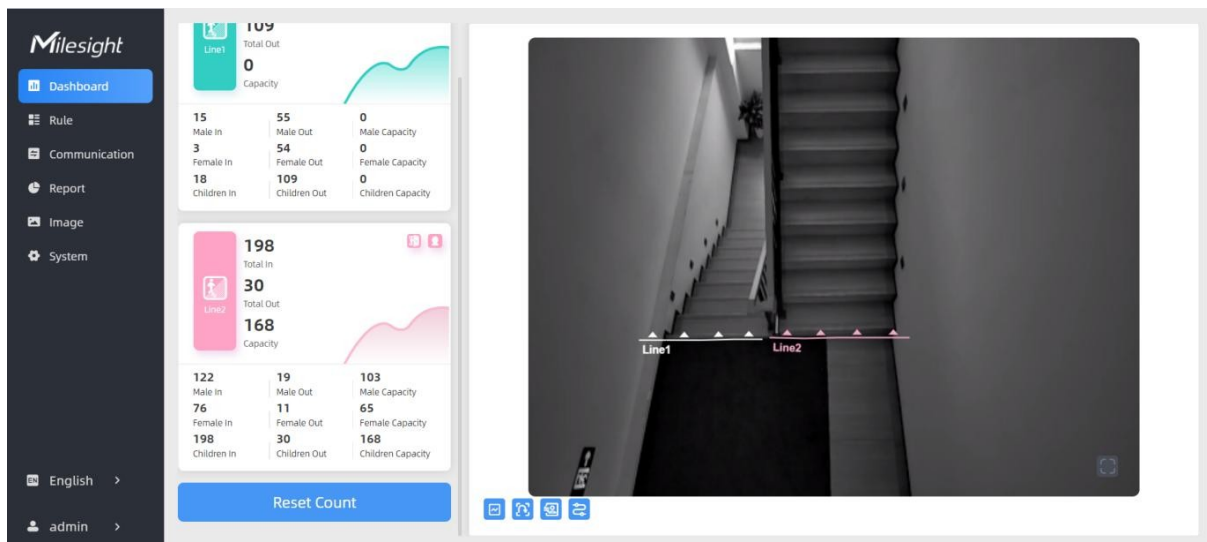 Milesight
Dashboard
Rule
Communication
Report
Image
System
EN English >
admin >
109
Total Out
Line1
0
Capacity
15 55 0
Male In Male Out Male Capacity
3 54 0
Female In Female Out Female Capacity
18 109 0
Children In Children Out Children Capacity
198
Total In
30
Line2 Total Out
168
Capacity
122 19 103
Male In Male Out Male Capacity
76 11 65
Female In Female Out Female Capacity
198 30 168
Children In Children Out Children Capacity
Reset Count
Line1 Line2